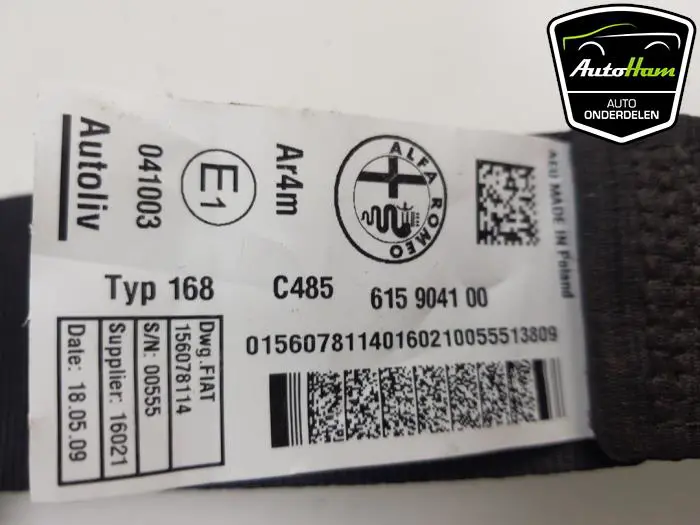 AutoHam
AUTO
ONDERDELEN
Autoliv
041003
E1
Ar4m
ALFA ROMEO
MADE IN Poland
Typ 168
C485
615 9041 00
01560781140160210055513809
Dwg.FIAT
156078114
S/N: 00555
Supplier: 16021
Date: 18.05.09